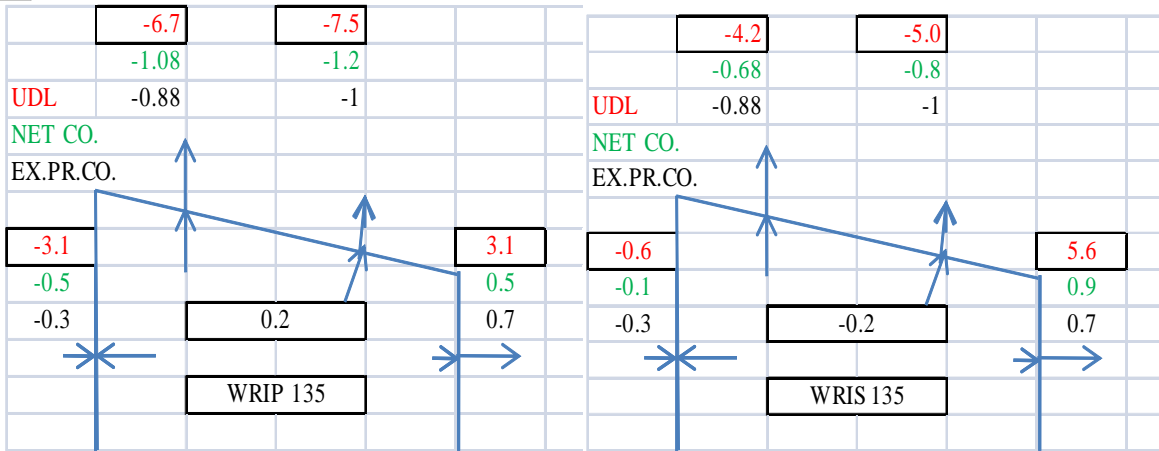 -6.7 -7.5
-1.08 -1.2
UDL -0.88 -1
NET CO.
EX.PR.CO.
-3.1 3.1
-0.5 0.5
-0.3 0.2 0.7
WRIP 135
-4.2 -5.0
-0.68 -0.8
UDL -0.88 -1
NET CO.
EX.PR.CO.
-0.6 5.6
-0.1 0.9
-0.3 -0.2 0.7
WRIS 135